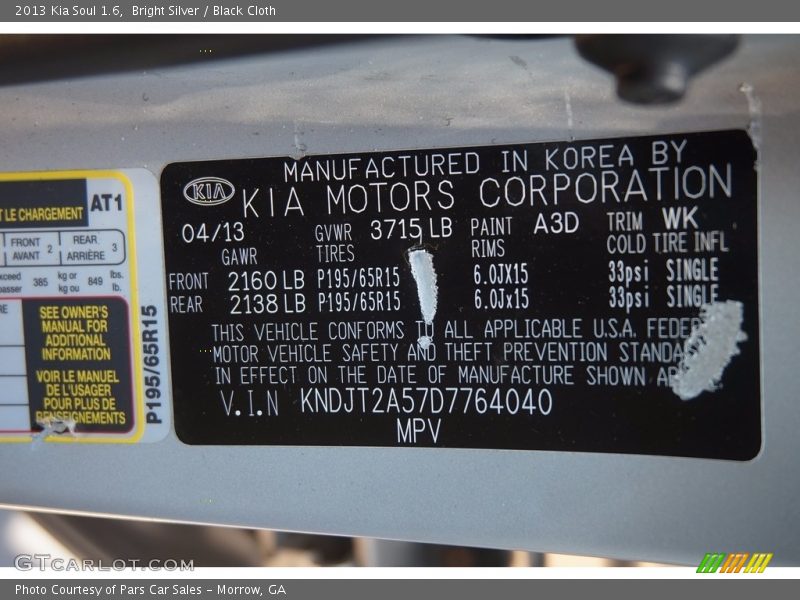 2013 Kia Soul 1.6, Bright Silver / Black Cloth
T LE CHARGEMENT AT1
FRONT AVANT 2 REAR ARRIÈRE 3
385 kg or kg ou 849 lbs. lb.
SEE OWNER'S
MANUAL FOR
ADDITIONAL
INFORMATION
VOIR LE MANUEL
DE L'USAGER
POUR PLUS DE
RENSEIGNEMENTS
P195/65R15
MANUFACTURED IN KOREA BY
KIA KIA MOTORS CORPORATION
04/13 GVWR 3715 LB PAINT A3D TRIM WK
GAWR TIRES RIMS COLD TIRE INFL
FRONT 2160 LB P195/65R15 6.0JX15 33psi SINGLE
REAR 2138 LB P195/65R15 6.0Jx15 33psi SINGLE
THIS VEHICLE CONFORMS TO ALL APPLICABLE U.S.A. FEDER
MOTOR VEHICLE SAFETY AND THEFT PREVENTION STANDA
IN EFFECT ON THE DATE OF MANUFACTURE SHOWN A
V.I.N KNDJT2A57D7764040
MPV
GTCARLOT.COM
Photo Courtesy of Pars Car Sales - Morrow, GA